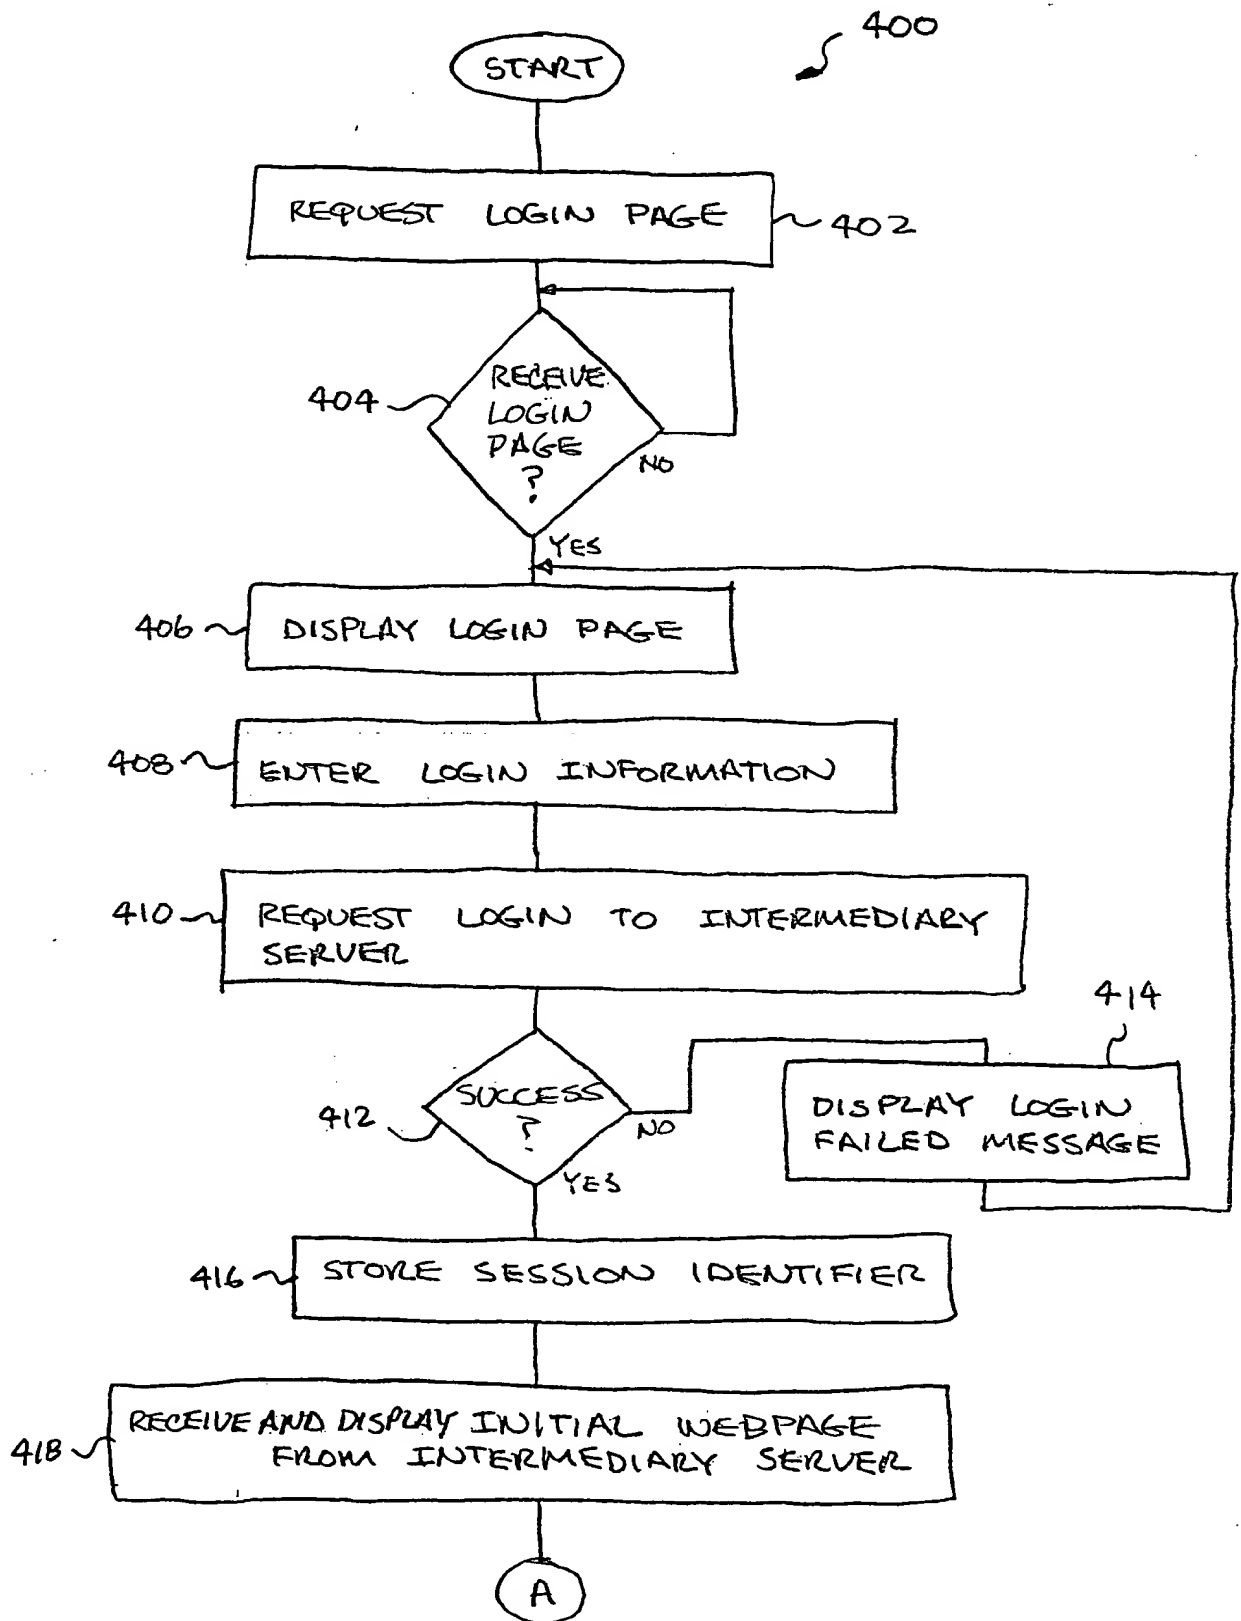 400
START
REQUEST LOGIN PAGE
402
404
RECEIVE
LOGIN
PAGE
?
NO
YES
406
DISPLAY LOGIN PAGE
408
ENTER LOGIN INFORMATION
410
REQUEST LOGIN TO INTERMEDIARY
SERVER
414
412
SUCCESS
?
NO
YES
DISPLAY LOGIN
FAILED MESSAGE
416
STORE SESSION IDENTIFIER
418
RECEIVE AND DISPLAY INITIAL WEBPAGE
FROM INTERMEDIARY SERVER
A